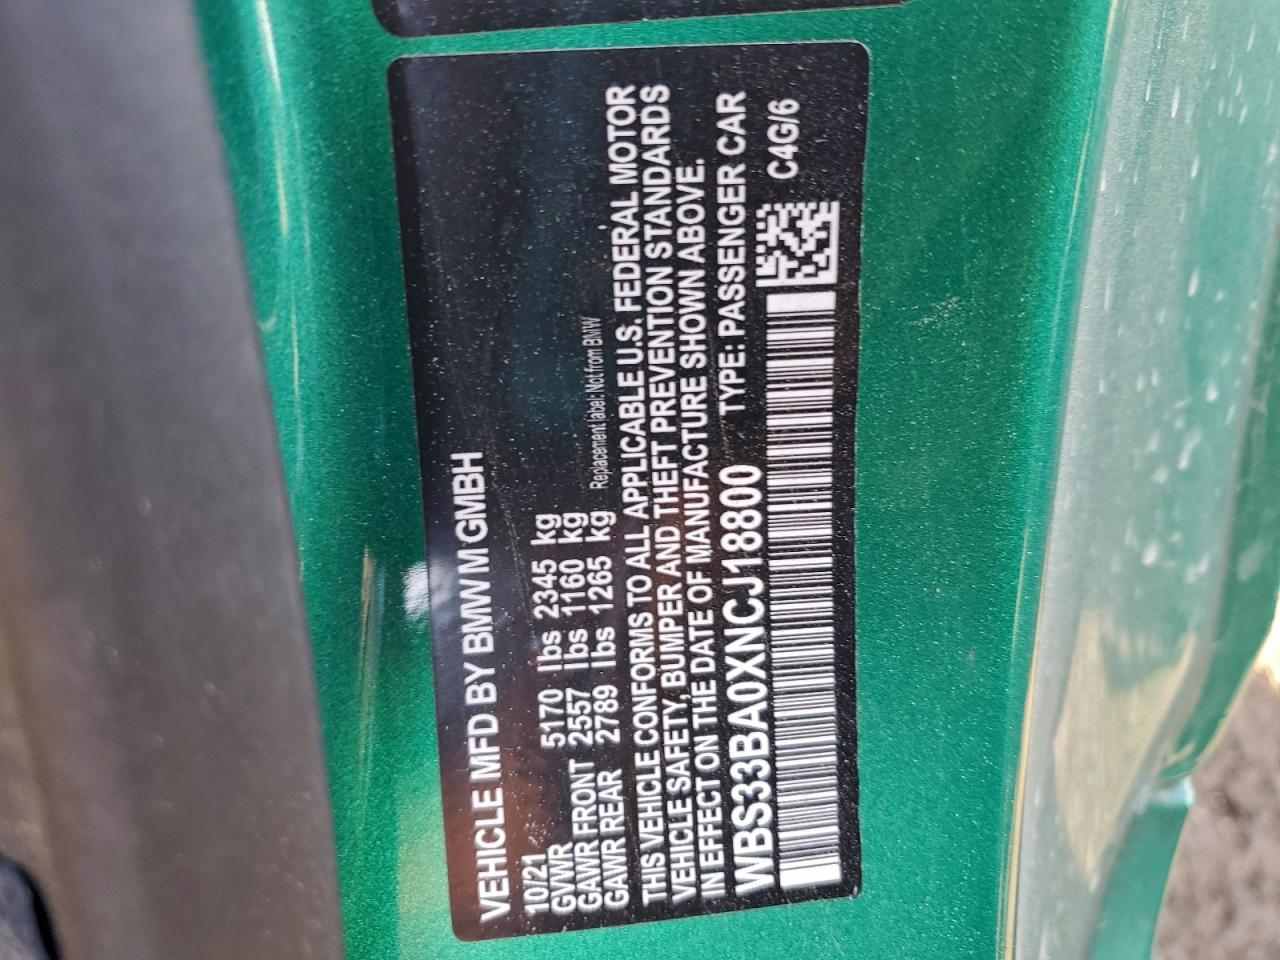 VEHICLE MFD BY BMW M GMBH
10/21
GVWR 5170 lbs 2345 kg
GAWR FRONT 2557 lbs 1160 kg
GAWR REAR 2789 lbs 1265 kg Replacement label: Not from BMW
THIS VEHICLE CONFORMS TO ALL APPLICABLE U.S. FEDERAL MOTOR
VEHICLE SAFETY, BUMPER AND THEFT PREVENTION STANDARDS
IN EFFECT ON THE DATE OF MANUFACTURE SHOWN ABOVE.
WBS33BA0XNCJ18800 TYPE: PASSENGER CAR
C4G/6